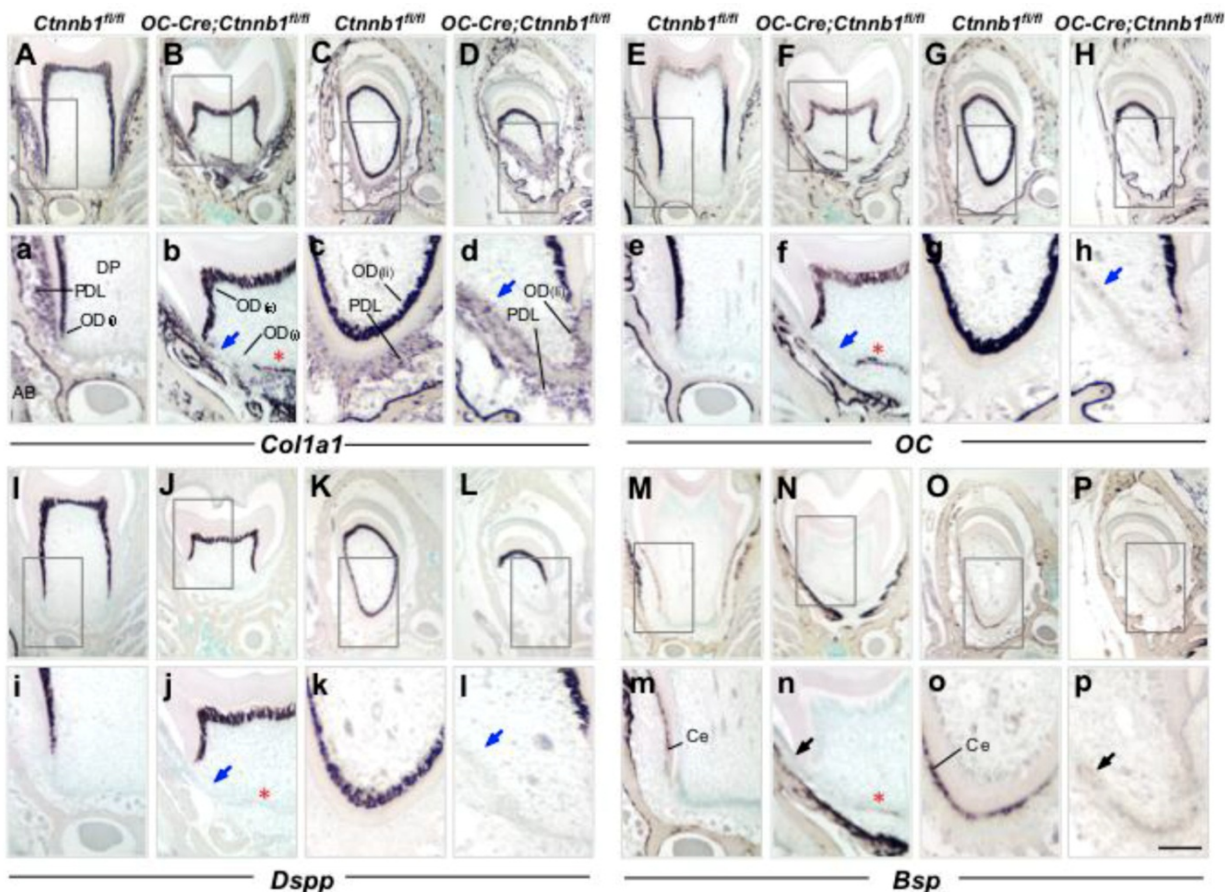 Ctnnb1fl/fl OC-Cre;Ctnnb1fl/fl Ctnnb1fl/fl OC-Cre;Ctnnb1fl/fl Ctnnb1fl/fl OC-Cre;Ctnnb1fl/fl Ctnnb1fl/fl OC-Cre;Ctnnb1fl/fl
A B C D E F G H
a b c d e f g h
DP
PDL
OD
AB
OD
OD
*
OD(li)
PDL
OD(li)
PDL
*
Col1a1 OC
I J K L M N O P
i j k l m n o p
*
Ce
*
Ce
Dspp Bsp